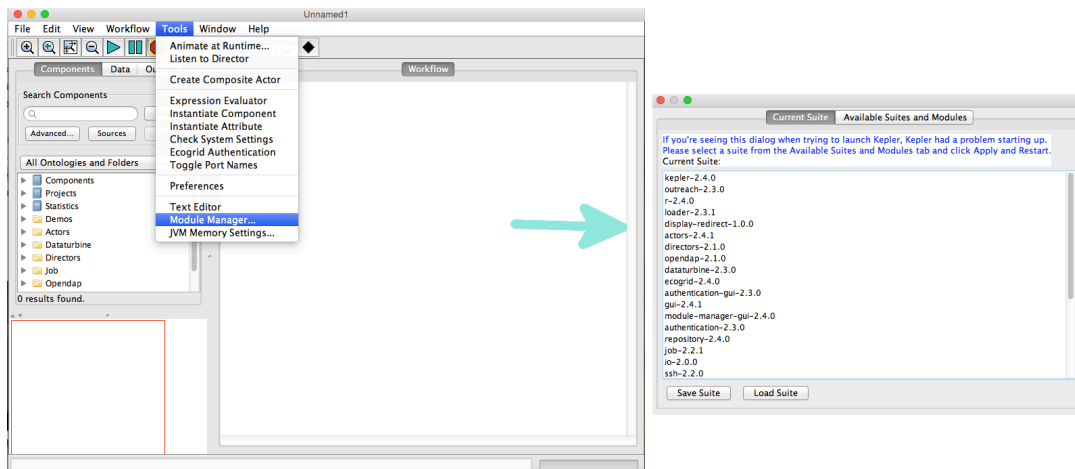 Unnamed1
File Edit View Workflow Tools Window Help
Animate at Runtime...
Listen to Director
Create Composite Actor
Expression Evaluator
Instantiate Component
Instantiate Attribute
Check System Settings
Ecogrid Authentication
Toggle Port Names
Preferences
Text Editor
Module Manager...
JVM Memory Settings...
Components Data Ou
Workflow
Search Components
Advanced... Sources
All Ontologies and Folders
Components
Projects
Statistics
Demos
Actors
Dataturbine
Directors
Job
Opendap
0 results found.
Current Suite Available Suites and Modules
If you're seeing this dialog when trying to launch Kepler, Kepler had a problem starting up.
Please select a suite from the Available Suites and Modules tab and click Apply and Restart.
Current Suite:
kepler-2.4.0
outreach-2.3.0
r-2.4.0
loader-2.3.1
display-redirect-1.0.0
actors-2.4.1
directors-2.1.0
opendap-2.1.0
dataturbine-2.3.0
ecogrid-2.4.0
authentication-gui-2.3.0
gui-2.4.1
module-manager-gui-2.4.0
authentication-2.3.0
repository-2.4.0
job-2.2.1
io-2.0.0
ssh-2.2.0
Save Suite Load Suite